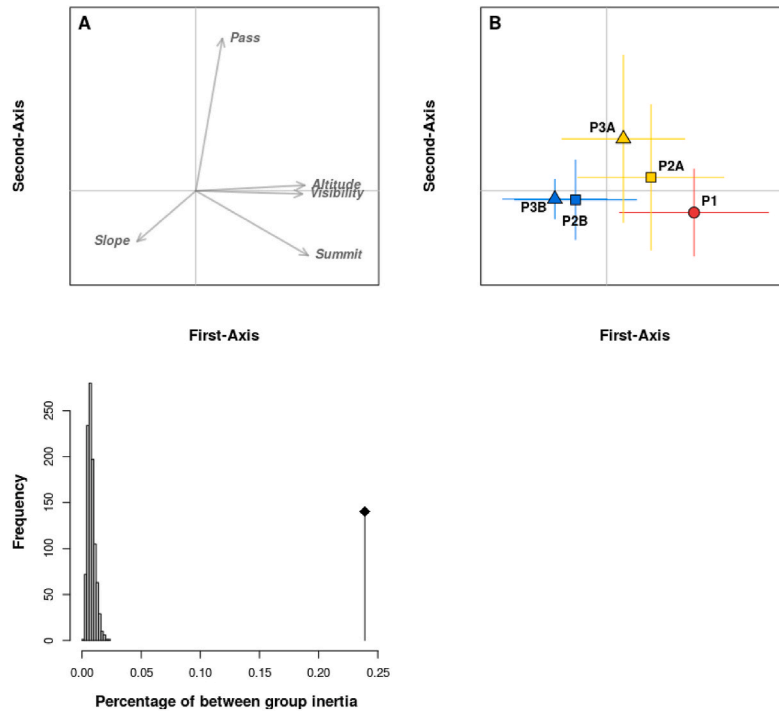 A
Pass
Altitude
Visibility
Slope
Summit
Second-Axis
First-Axis
B
P3A
P2A
P3B
P2B
P1
Second-Axis
First-Axis
250
200
150
100
50
0
Frequency
0.00 0.05 0.10 0.15 0.20 0.25
Percentage of between group inertia